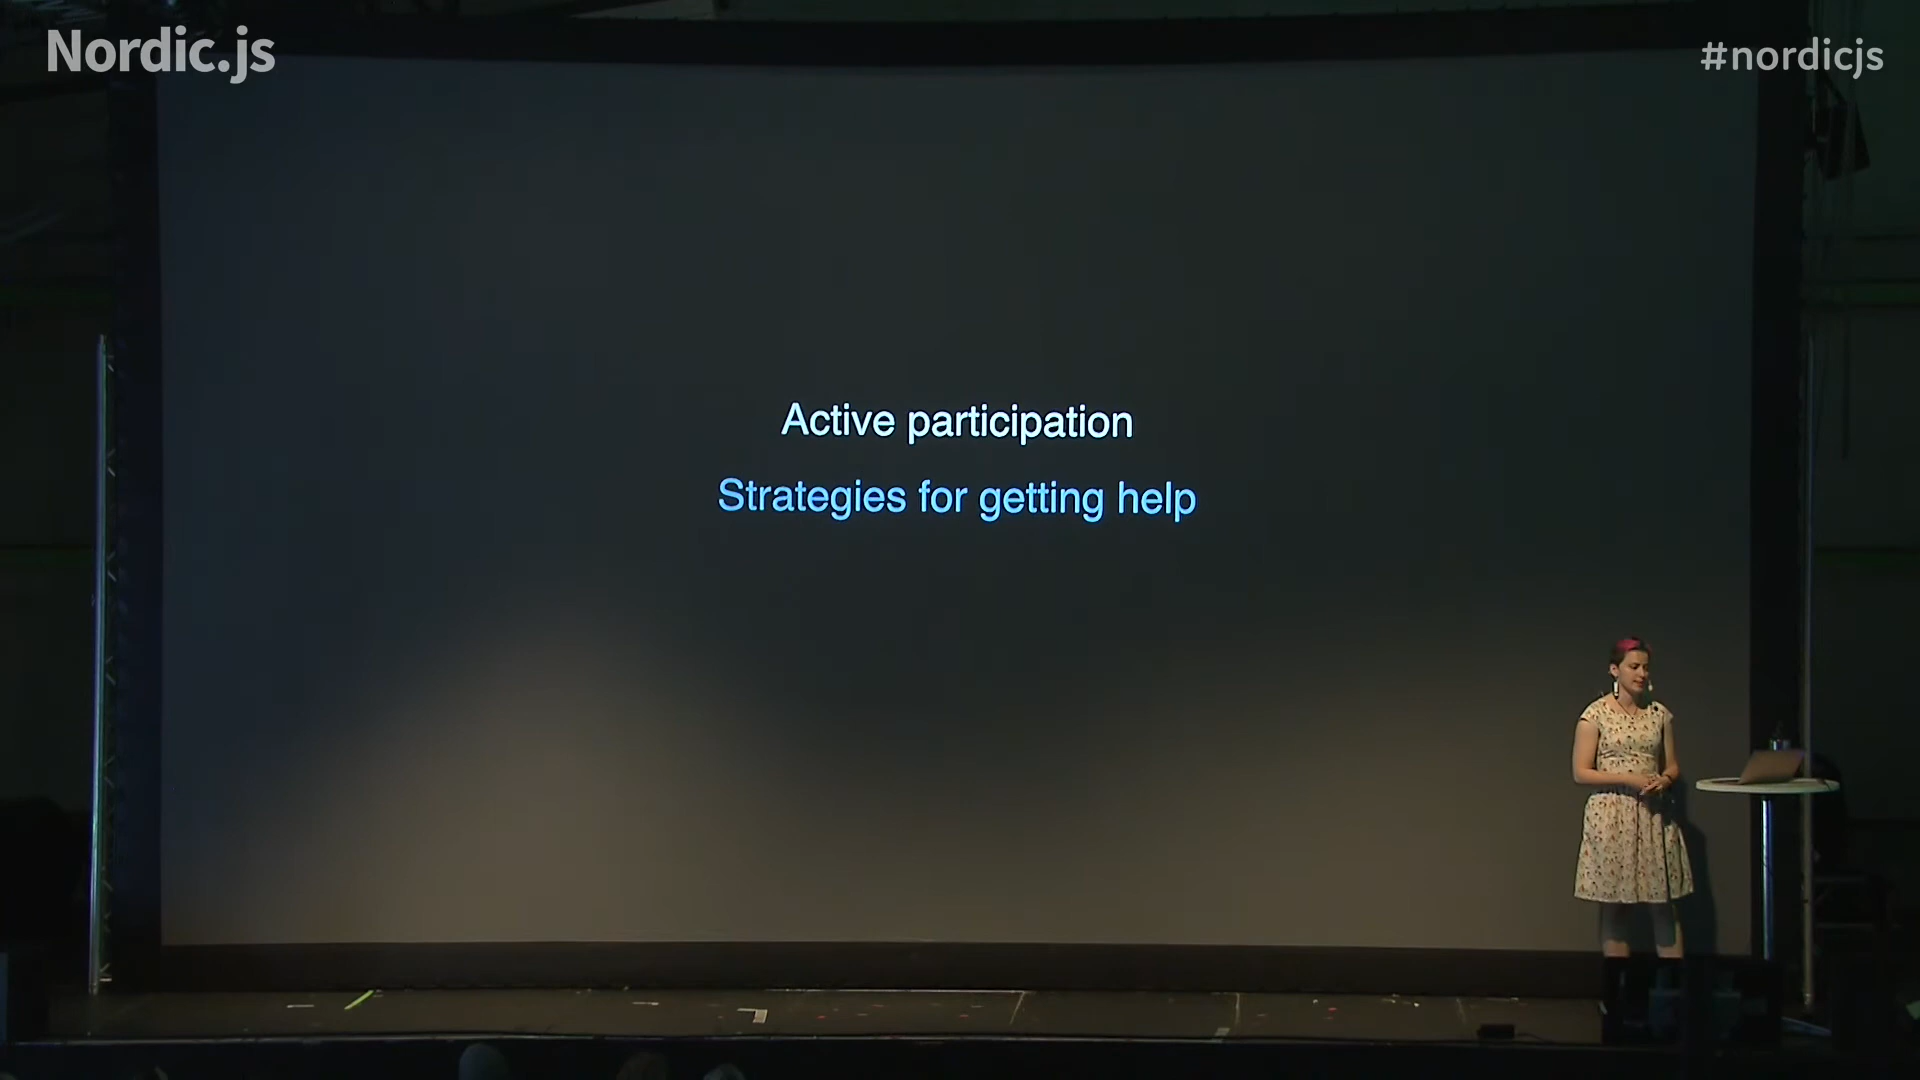 Nordic.js
#nordicjs
Active participation
Strategies for getting help